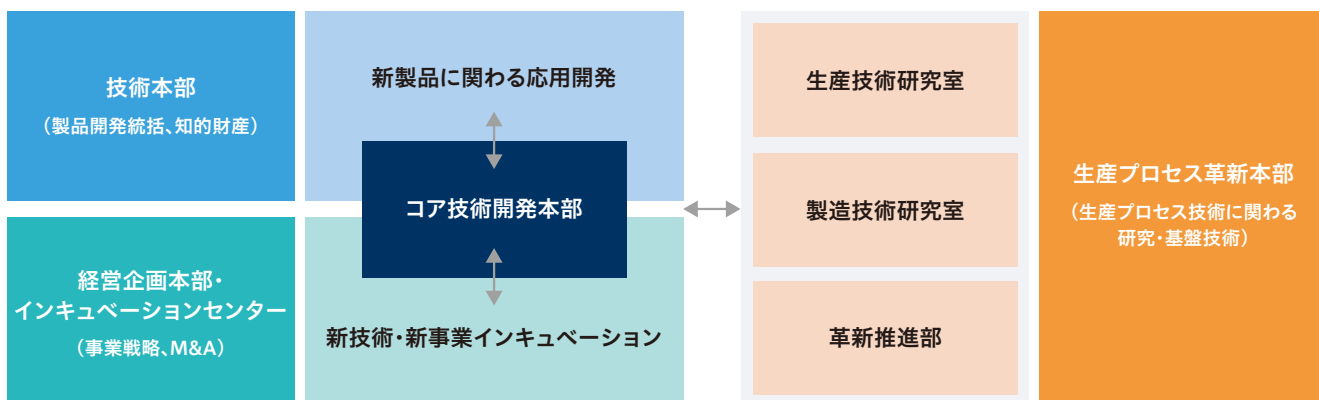 技術本部
（製品開発統括、知的財産）
新製品に関わる応用開発
コア技術開発本部
経営企画本部・
インキュベーションセンター
（事業戦略、M&A）
新技術・新事業インキュベーション
生産技術研究室
製造技術研究室
革新推進部
生産プロセス革新本部
（生産プロセス技術に関わる
研究・基盤技術）